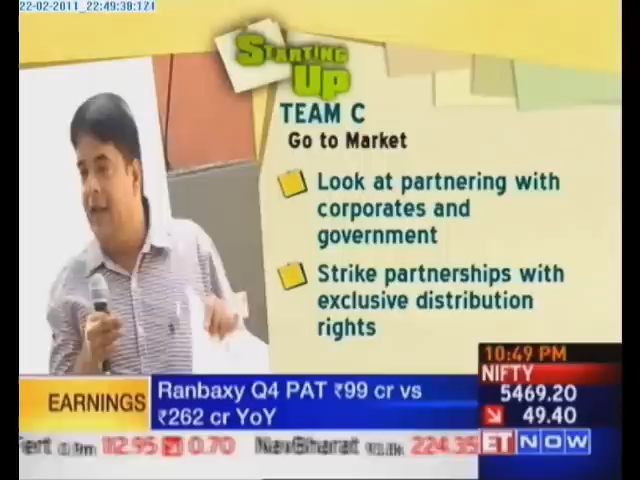 22-02-2011_22:49:38:171
STARTING
UP
TEAM C
Go to Market
Look at partnering with
corporates and
government
Strike partnerships with
exclusive distribution
rights
10:49 PM
NIFTY
5469.20
49.40
EARNINGS
Ranbaxy Q4 PAT ₹99 cr vs
₹262 cr YoY
112.95 0.70 NavBharat 224.35
ET NOW